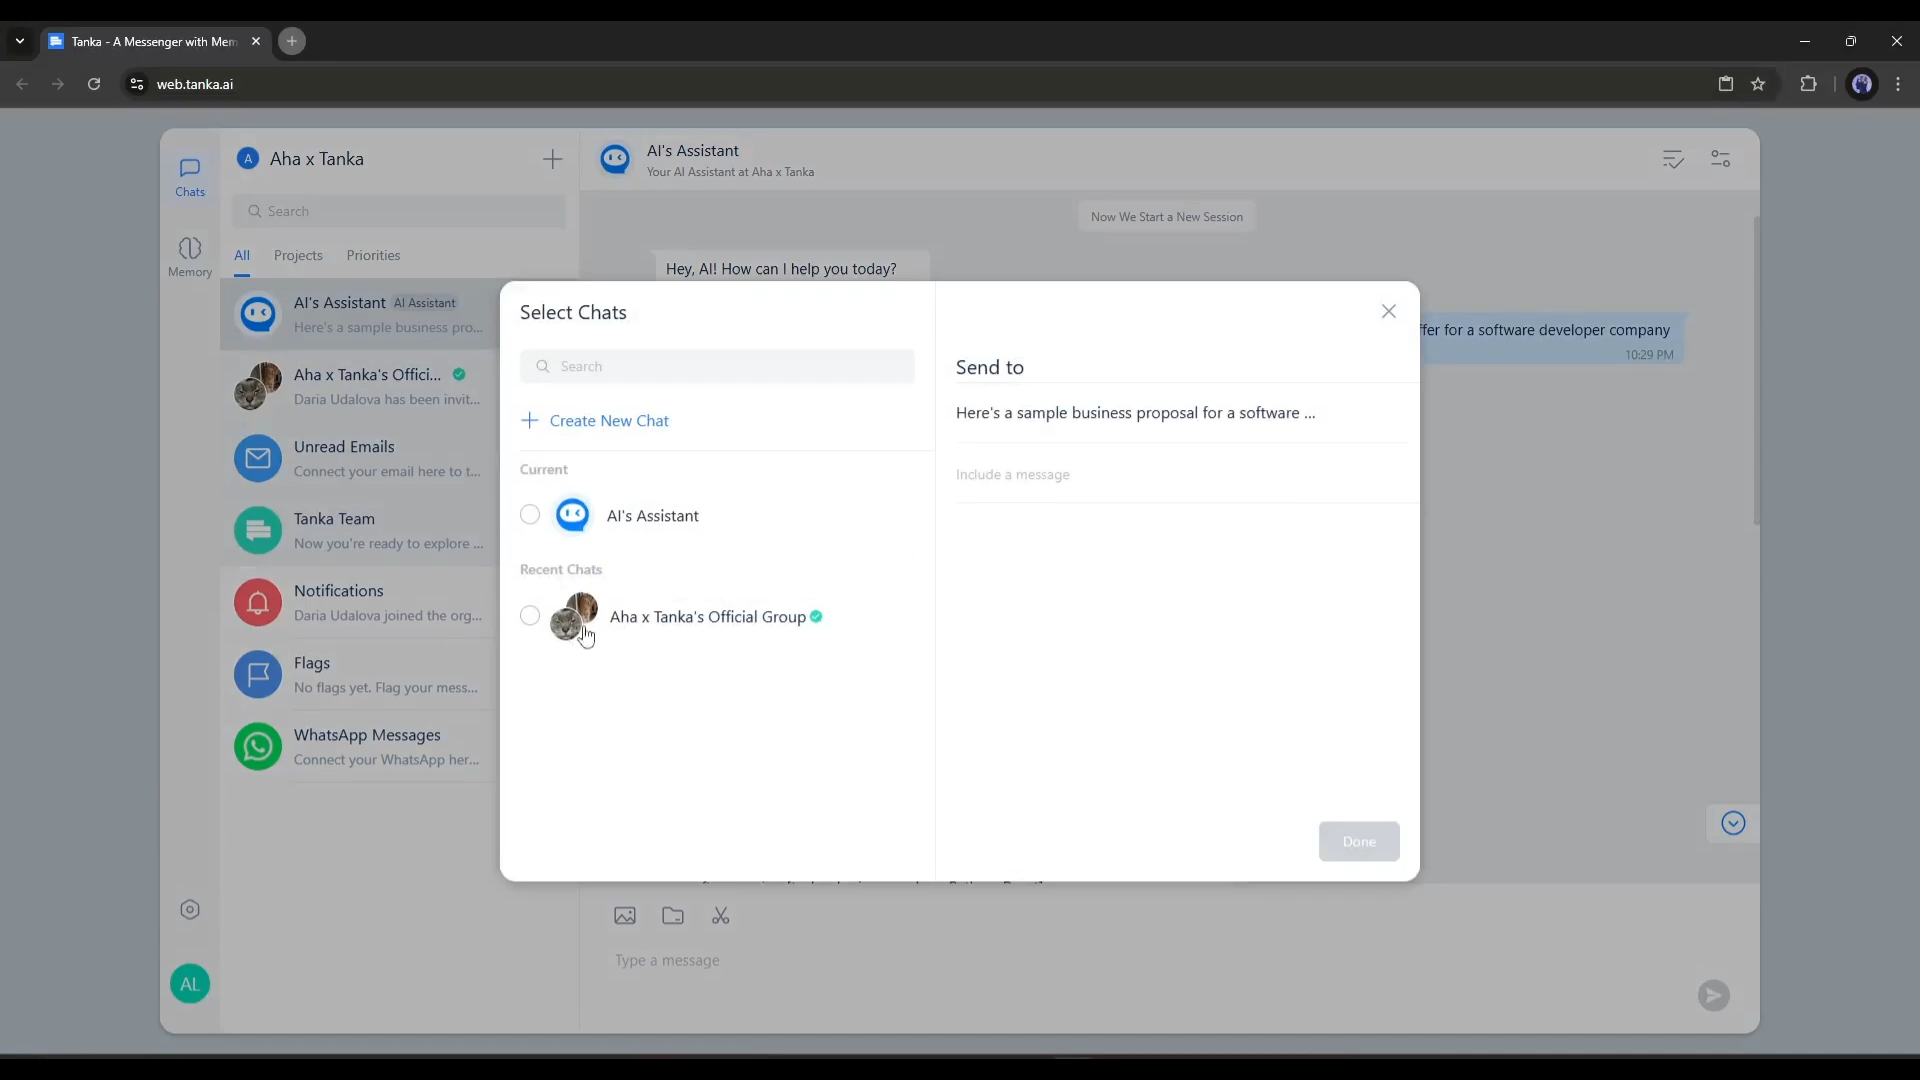 Tanka - A Messenger with Mem
web.tanka.ai
Chats
Memory
AL
A Aha x Tanka
Search
All Projects Priorities
AI's Assistant AI Assistant
Here's a sample business pro...
Aha x Tanka's Offici...
Daria Udalova has been invit...
Unread Emails
Connect your email here to t...
Tanka Team
Now you're ready to explore ...
Notifications
Daria Udalova joined the org...
Flags
No flags yet. Flag your mess...
WhatsApp Messages
Connect your WhatsApp her...
AI's Assistant
Your AI Assistant at Aha x Tanka
Now We Start a New Session
Hey, Al! How can I help you today?
for a software developer company
10:29 PM
Select Chats
Search
Create New Chat
Current
AI's Assistant
Recent Chats
Aha x Tanka's Official Group
Send to
Here's a sample business proposal for a software ...
Include a message
Done
Type a message